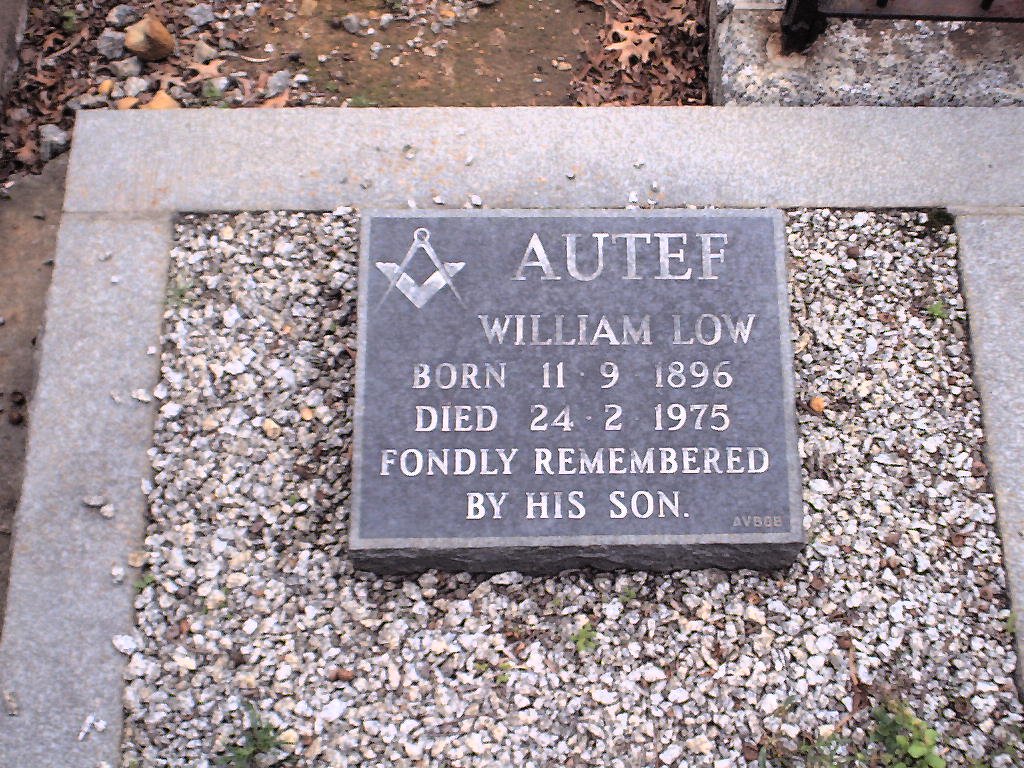 AUTEF
WILLIAM LOW
BORN 11·9·1896
DIED 24·2·1975
FONDLY REMEMBERED
BY HIS SON.